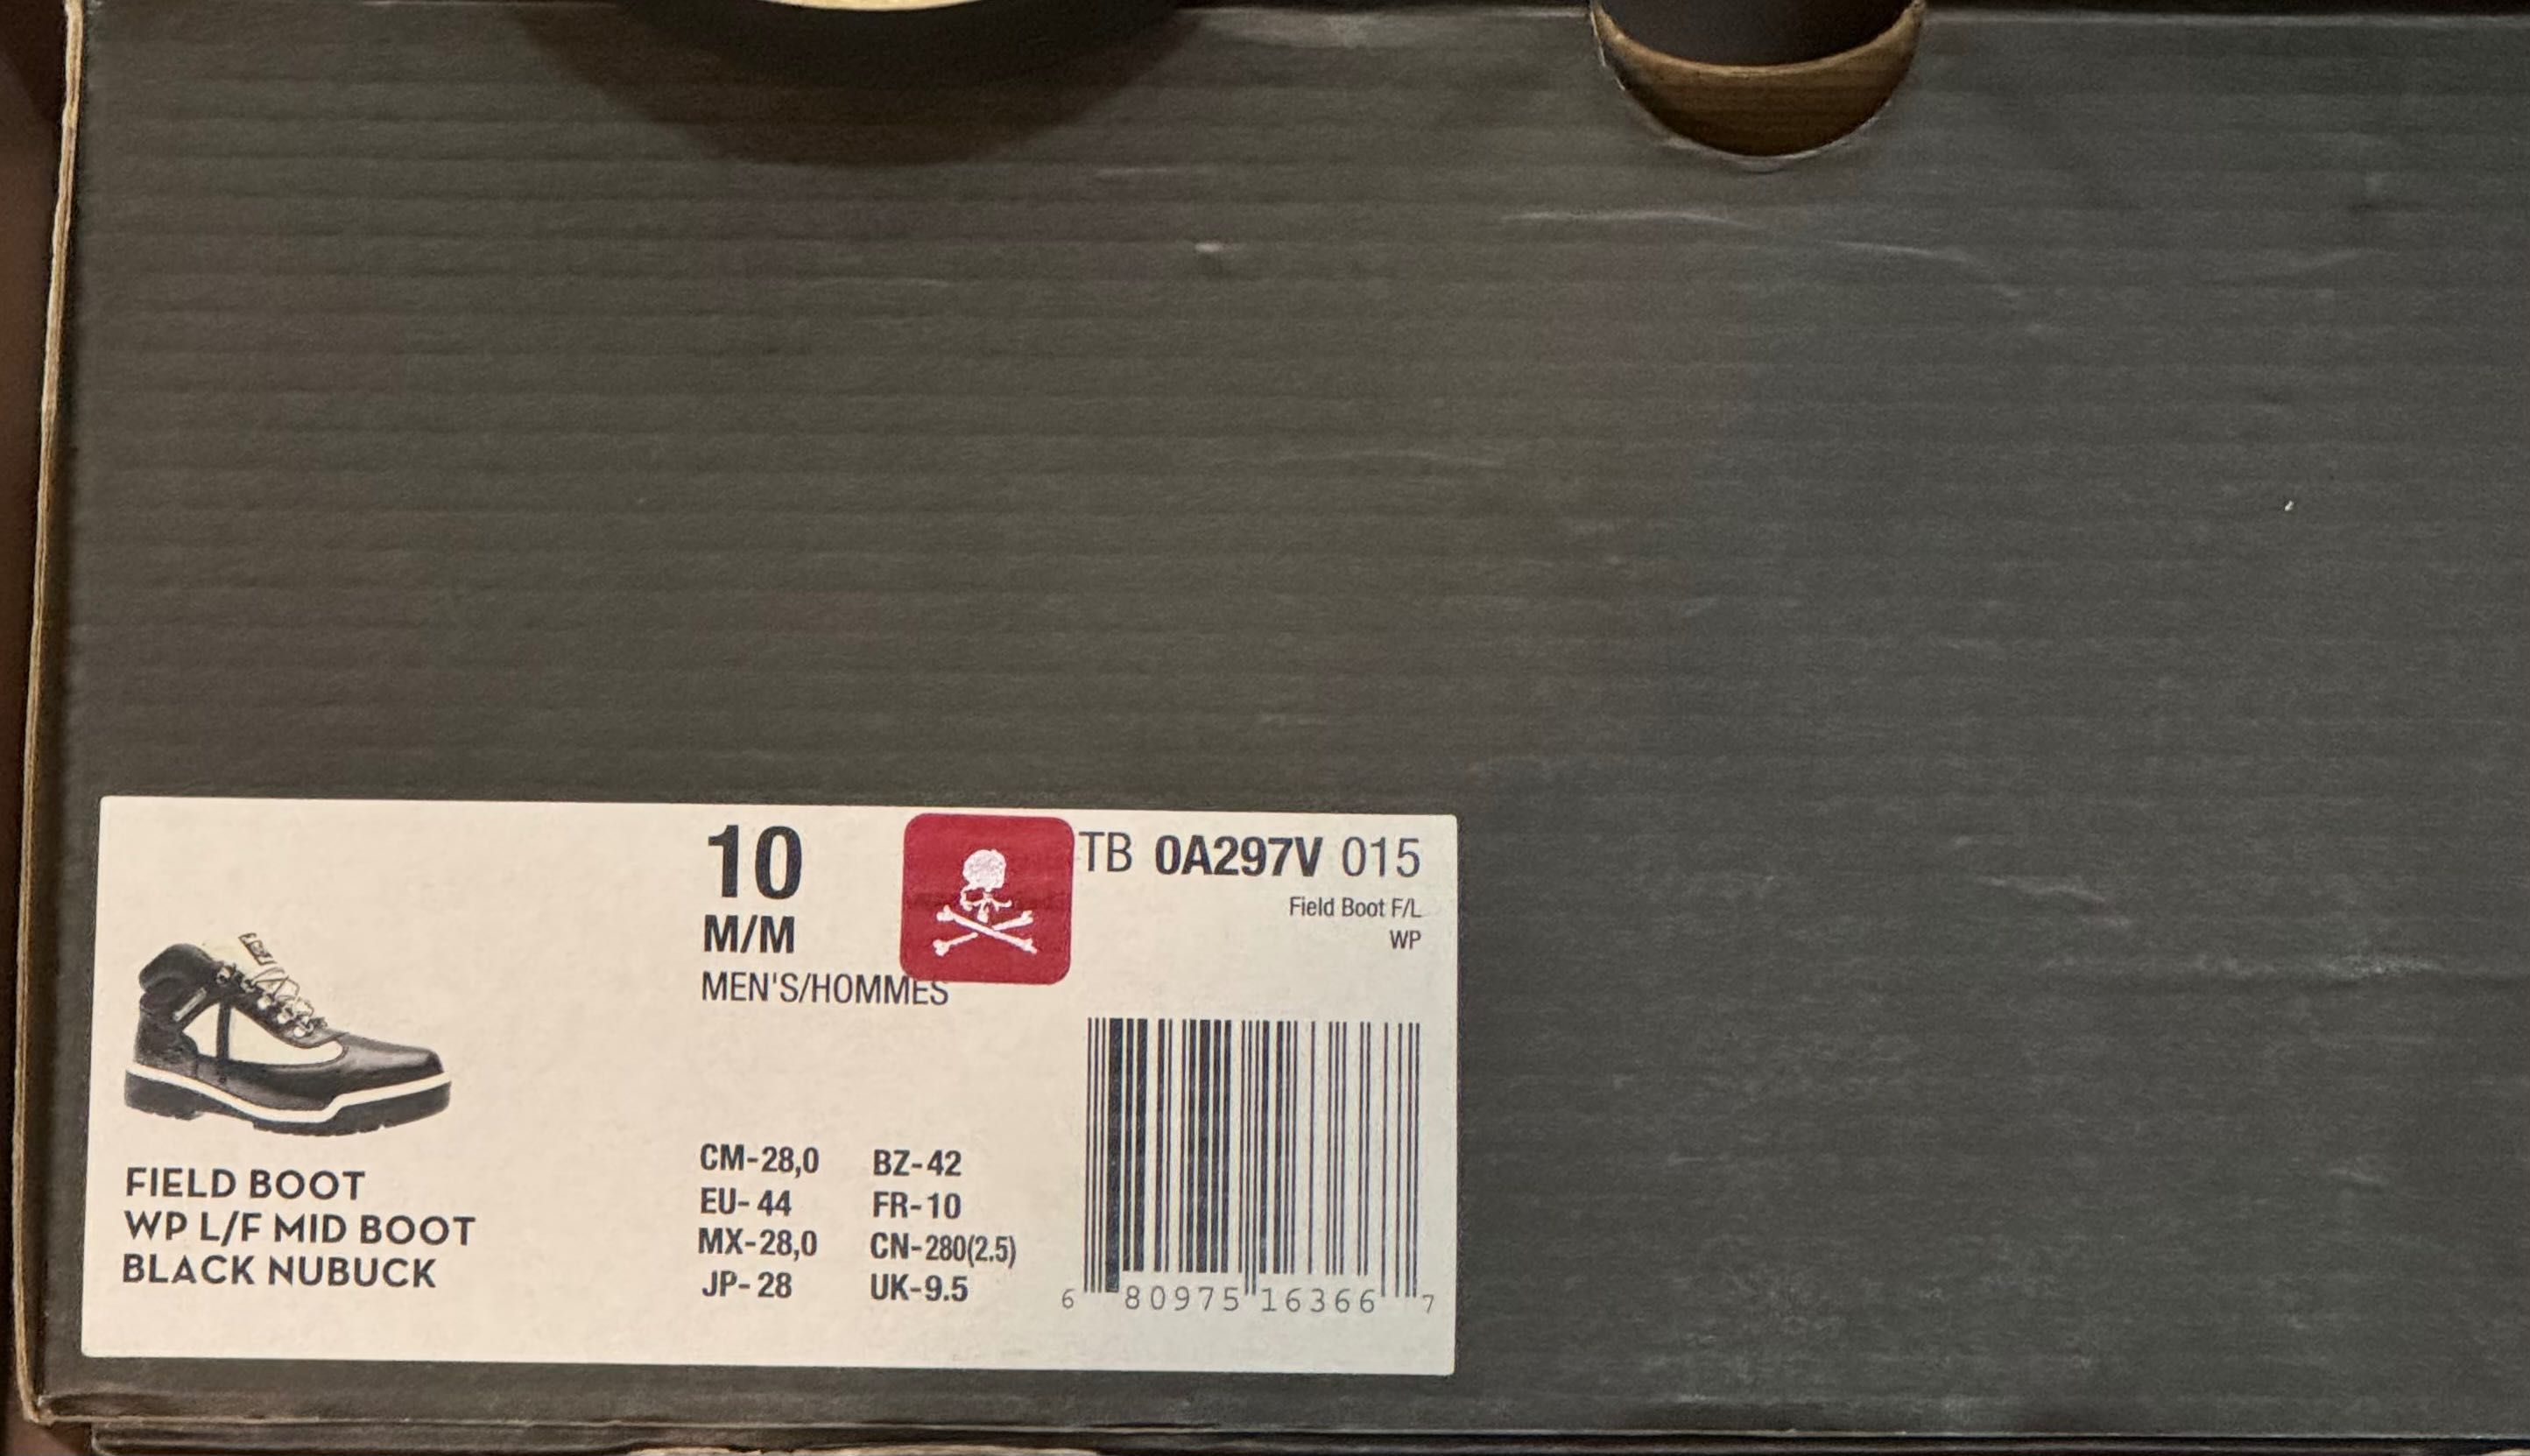 10
M/M
MEN'S/HOMMES
TB 0A297V 015
Field Boot F/L
WP
FIELD BOOT
WP L/F MID BOOT
BLACK NUBUCK
CM-28,0 BZ-42
EU-44 FR-10
MX-28,0 CN-280(2.5)
JP-28 UK-9.5
6 80975 16366 7